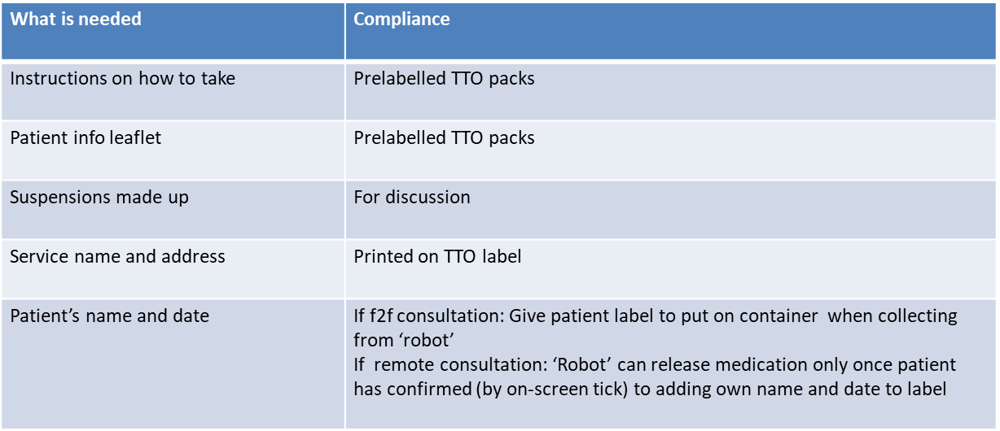 What is needed
Compliance
Instructions on how to take
Prelabelled TTO packs
Patient info leaflet
Prelabelled TTO packs
Suspensions made up
For discussion
Service name and address
Printed on TTO label
Patient’s name and date
If f2f consultation: Give patient label to put on container when collecting
from ‘robot’
If remote consultation: ‘Robot’ can release medication only once patient
has confirmed (by on-screen tick) to adding own name and date to label